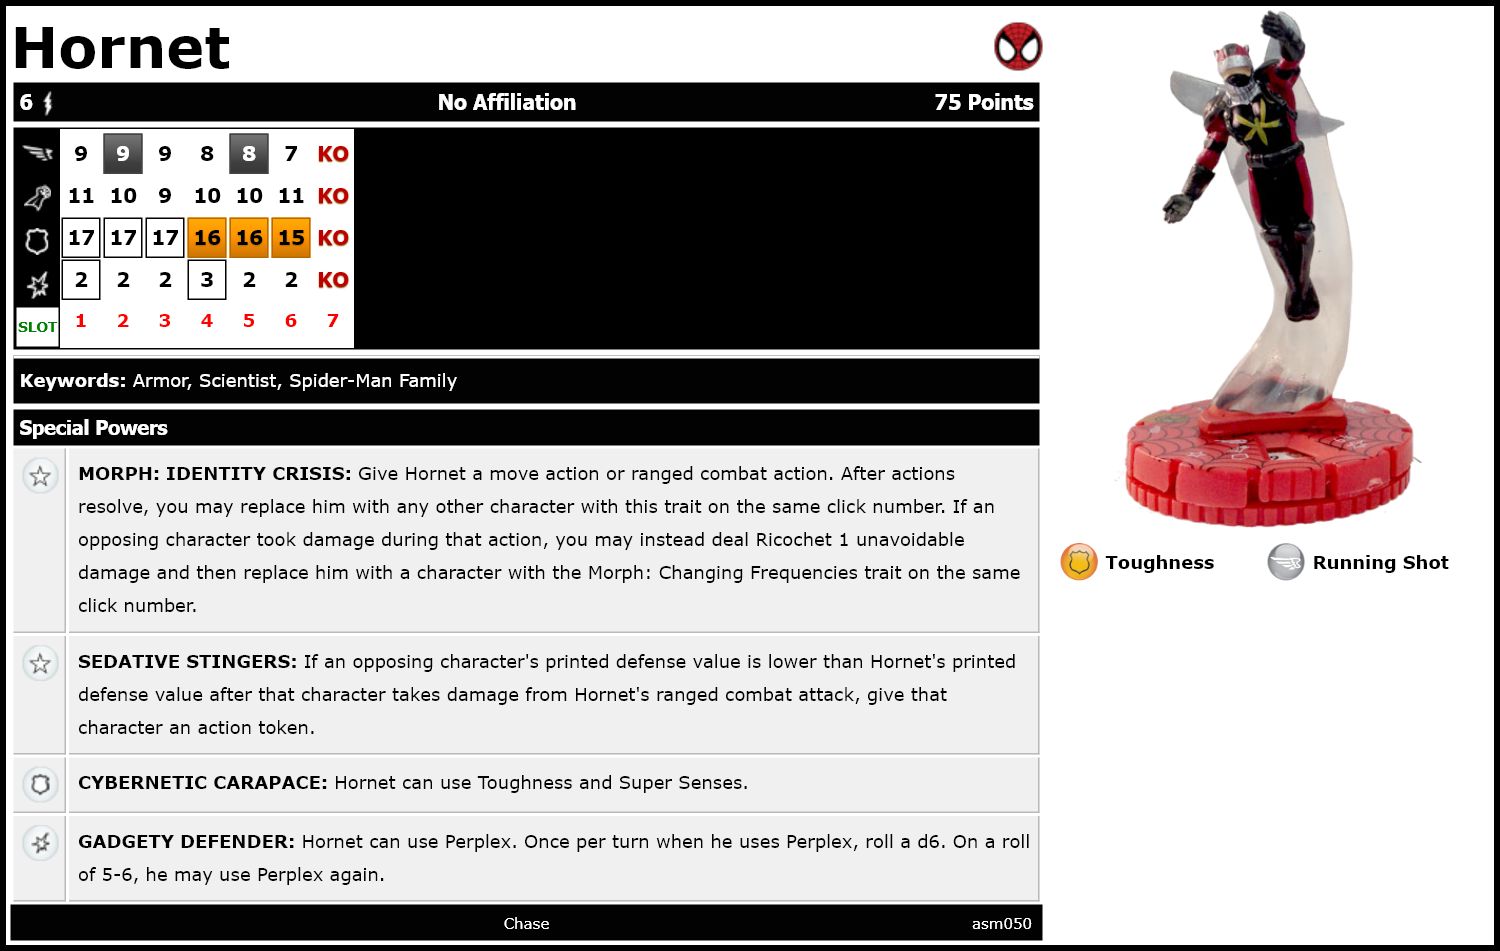 Hornet
6 No Affiliation 75 Points
9 9 9 8 8 7 KO
11 10 9 10 10 11 KO
17 17 17 16 16 15 KO
2 2 2 3 2 2 KO
SLOT 1 2 3 4 5 6 7
Keywords: Armor, Scientist, Spider-Man Family
Special Powers
MORPH: IDENTITY CRISIS: Give Hornet a move action or ranged combat action. After actions
resolve, you may replace him with any other character with this trait on the same click number. If an
opposing character took damage during that action, you may instead deal Ricochet 1 unavoidable
damage and then replace him with a character with the Morph: Changing Frequencies trait on the same
click number.
SEDATIVE STINGERS: If an opposing character's printed defense value is lower than Hornet's printed
defense value after that character takes damage from Hornet's ranged combat attack, give that
character an action token.
CYBERNETIC CARAPACE: Hornet can use Toughness and Super Senses.
GADGETY DEFENDER: Hornet can use Perplex. Once per turn when he uses Perplex, roll a d6. On a roll
of 5-6, he may use Perplex again.
Chase asm050
Toughness Running Shot